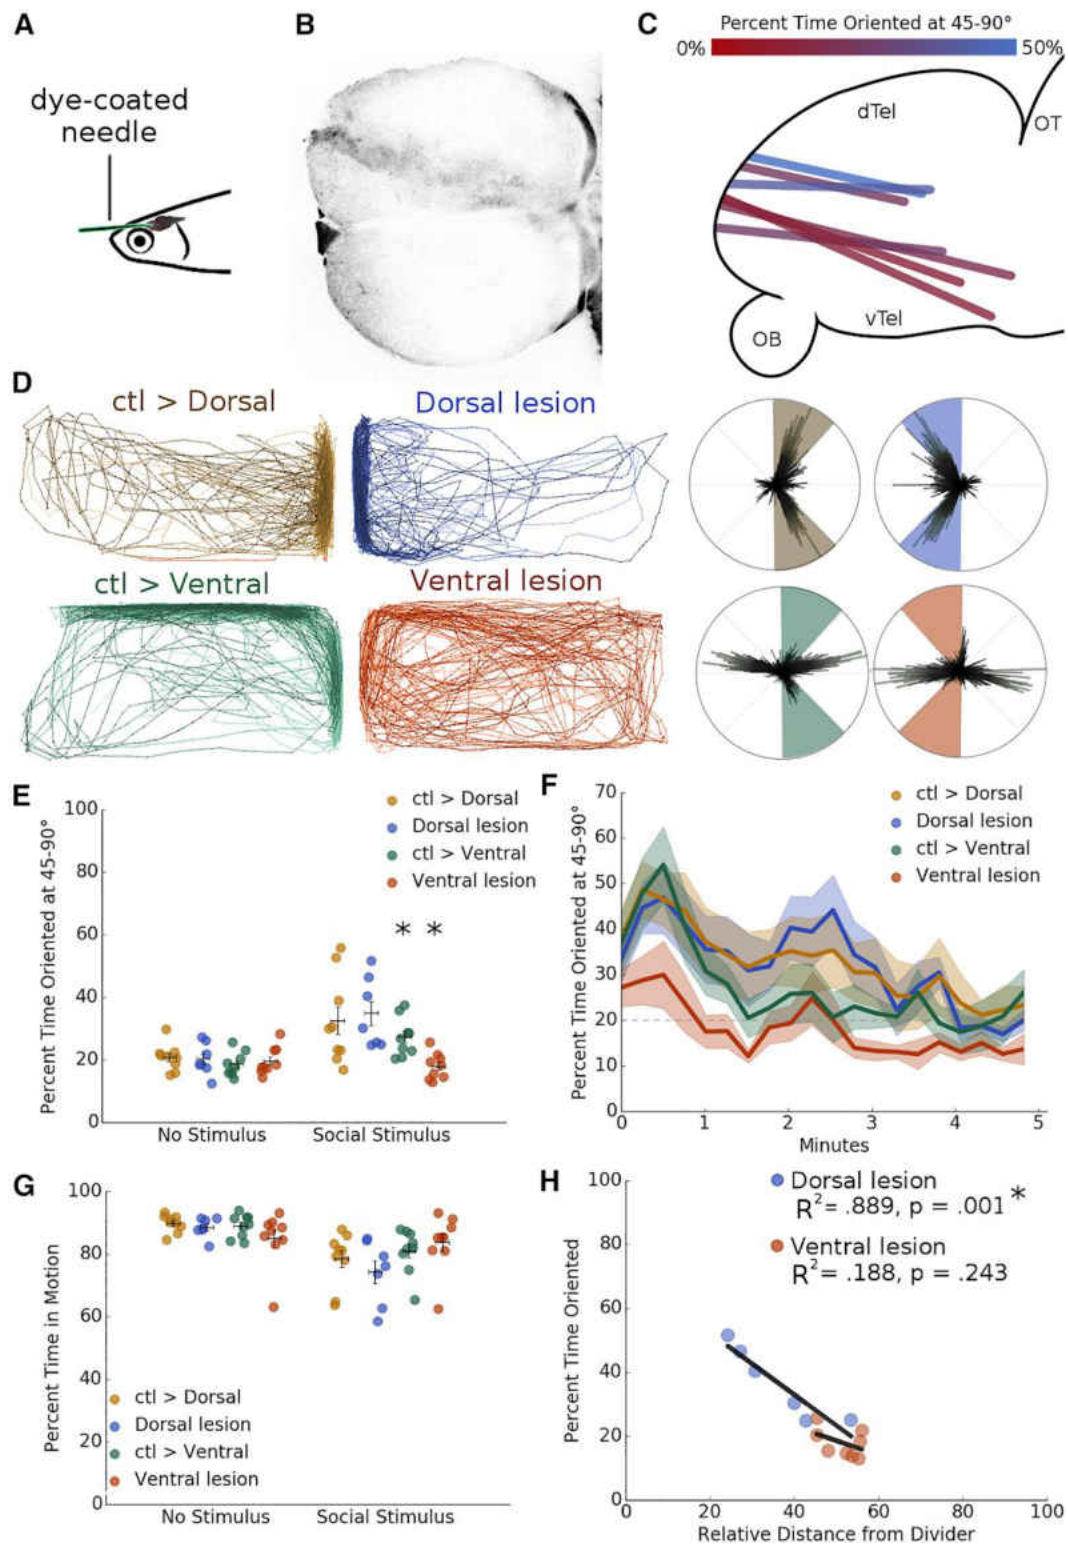 A
dye-coated
needle
B
C
Percent Time Oriented at 45-90°
0%
50%
dTel
OT
vTel
OB
D
ctl > Dorsal
Dorsal lesion
ctl > Ventral
Ventral lesion
E
Percent Time Oriented at 45-90°
100
80
60
40
20
0
ctl > Dorsal
Dorsal lesion
ctl > Ventral
Ventral lesion
* *
No Stimulus
Social Stimulus
F
Percent Time Oriented at 45-90°
70
60
50
40
30
20
10
0
ctl > Dorsal
Dorsal lesion
ctl > Ventral
Ventral lesion
0 1 2 3 4 5
Minutes
G
Percent Time in Motion
100
80
60
40
20
0
ctl > Dorsal
Dorsal lesion
ctl > Ventral
Ventral lesion
No Stimulus
Social Stimulus
H
Percent Time Oriented
100
80
60
40
20
0
Dorsal lesion
R²= .889, p = .001 *
Ventral lesion
R²= .188, p = .243
0 20 40 60 80 100
Relative Distance from Divider